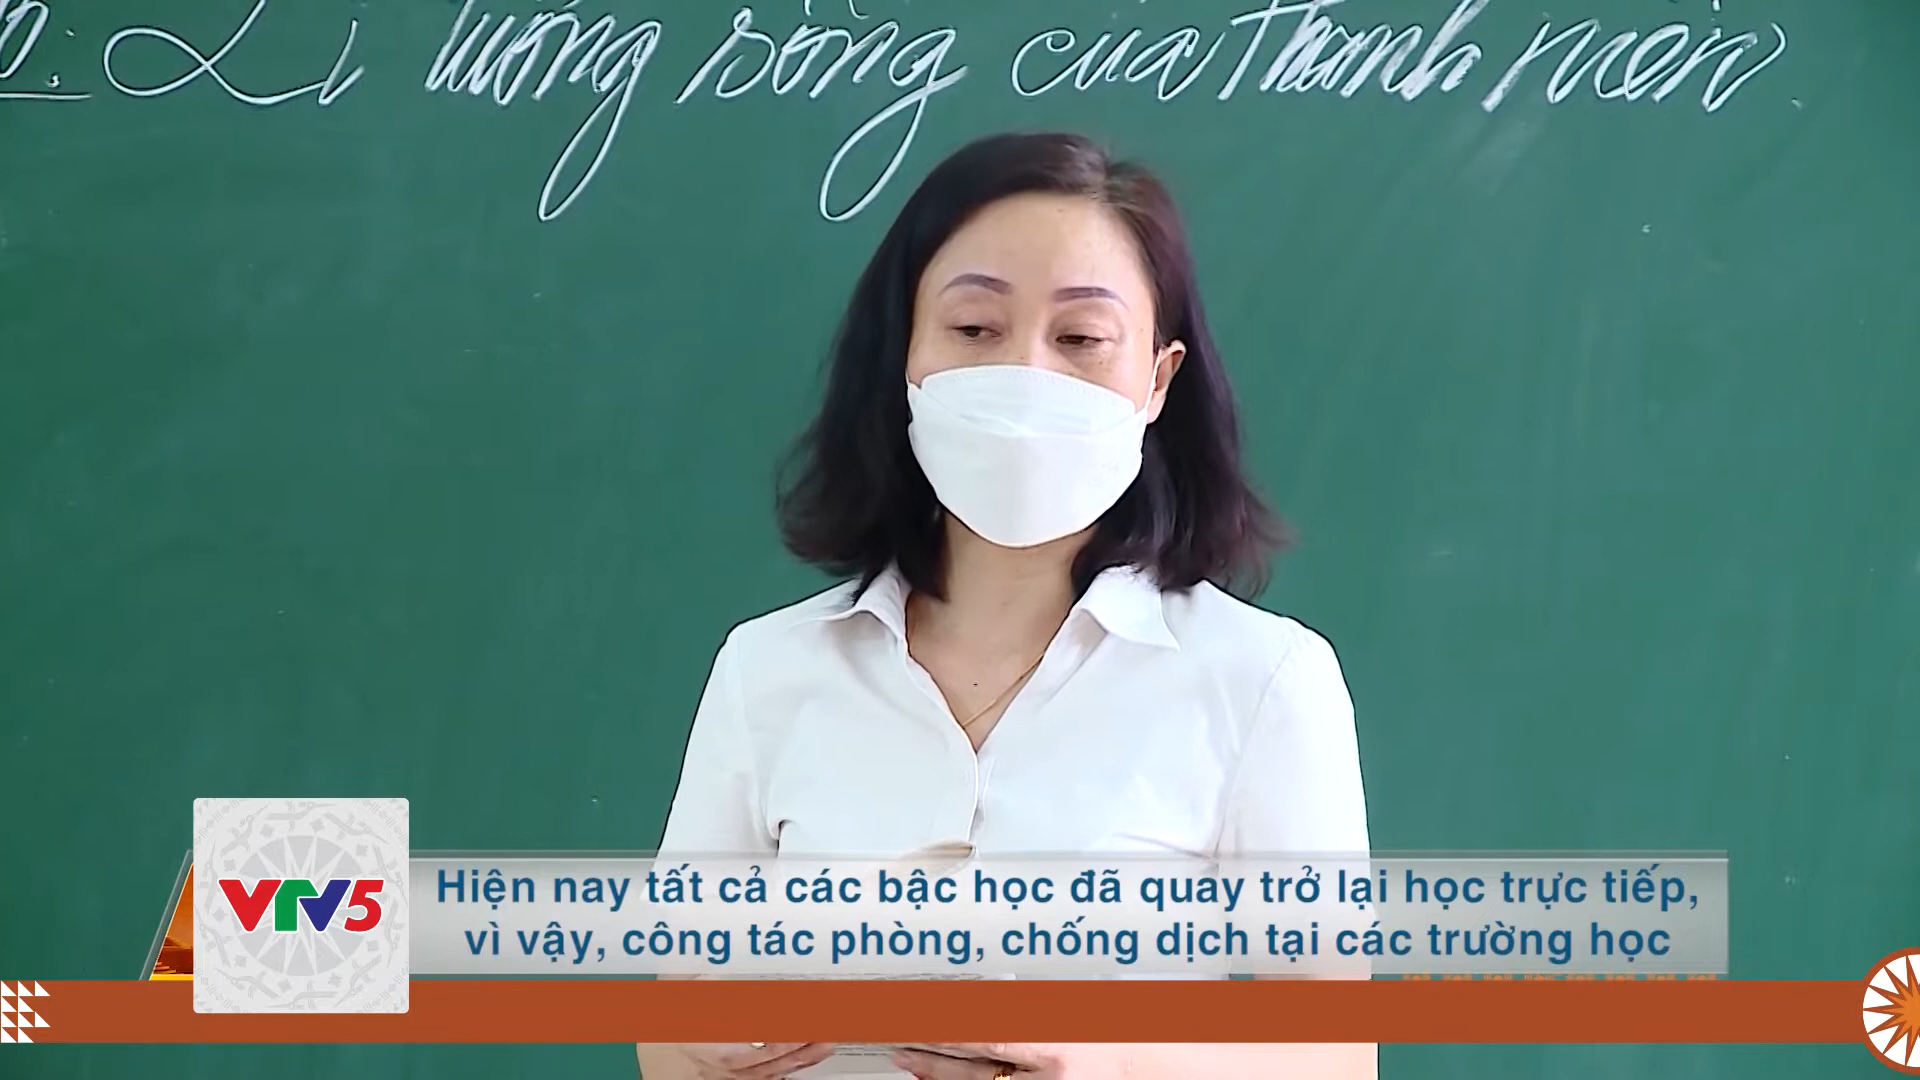 Lí tưởng sống của thanh niên
VTV5
Hiện nay tất cả các bậc học đã quay trở lại học trực tiếp,
vì vậy, công tác phòng, chống dịch tại các trường học